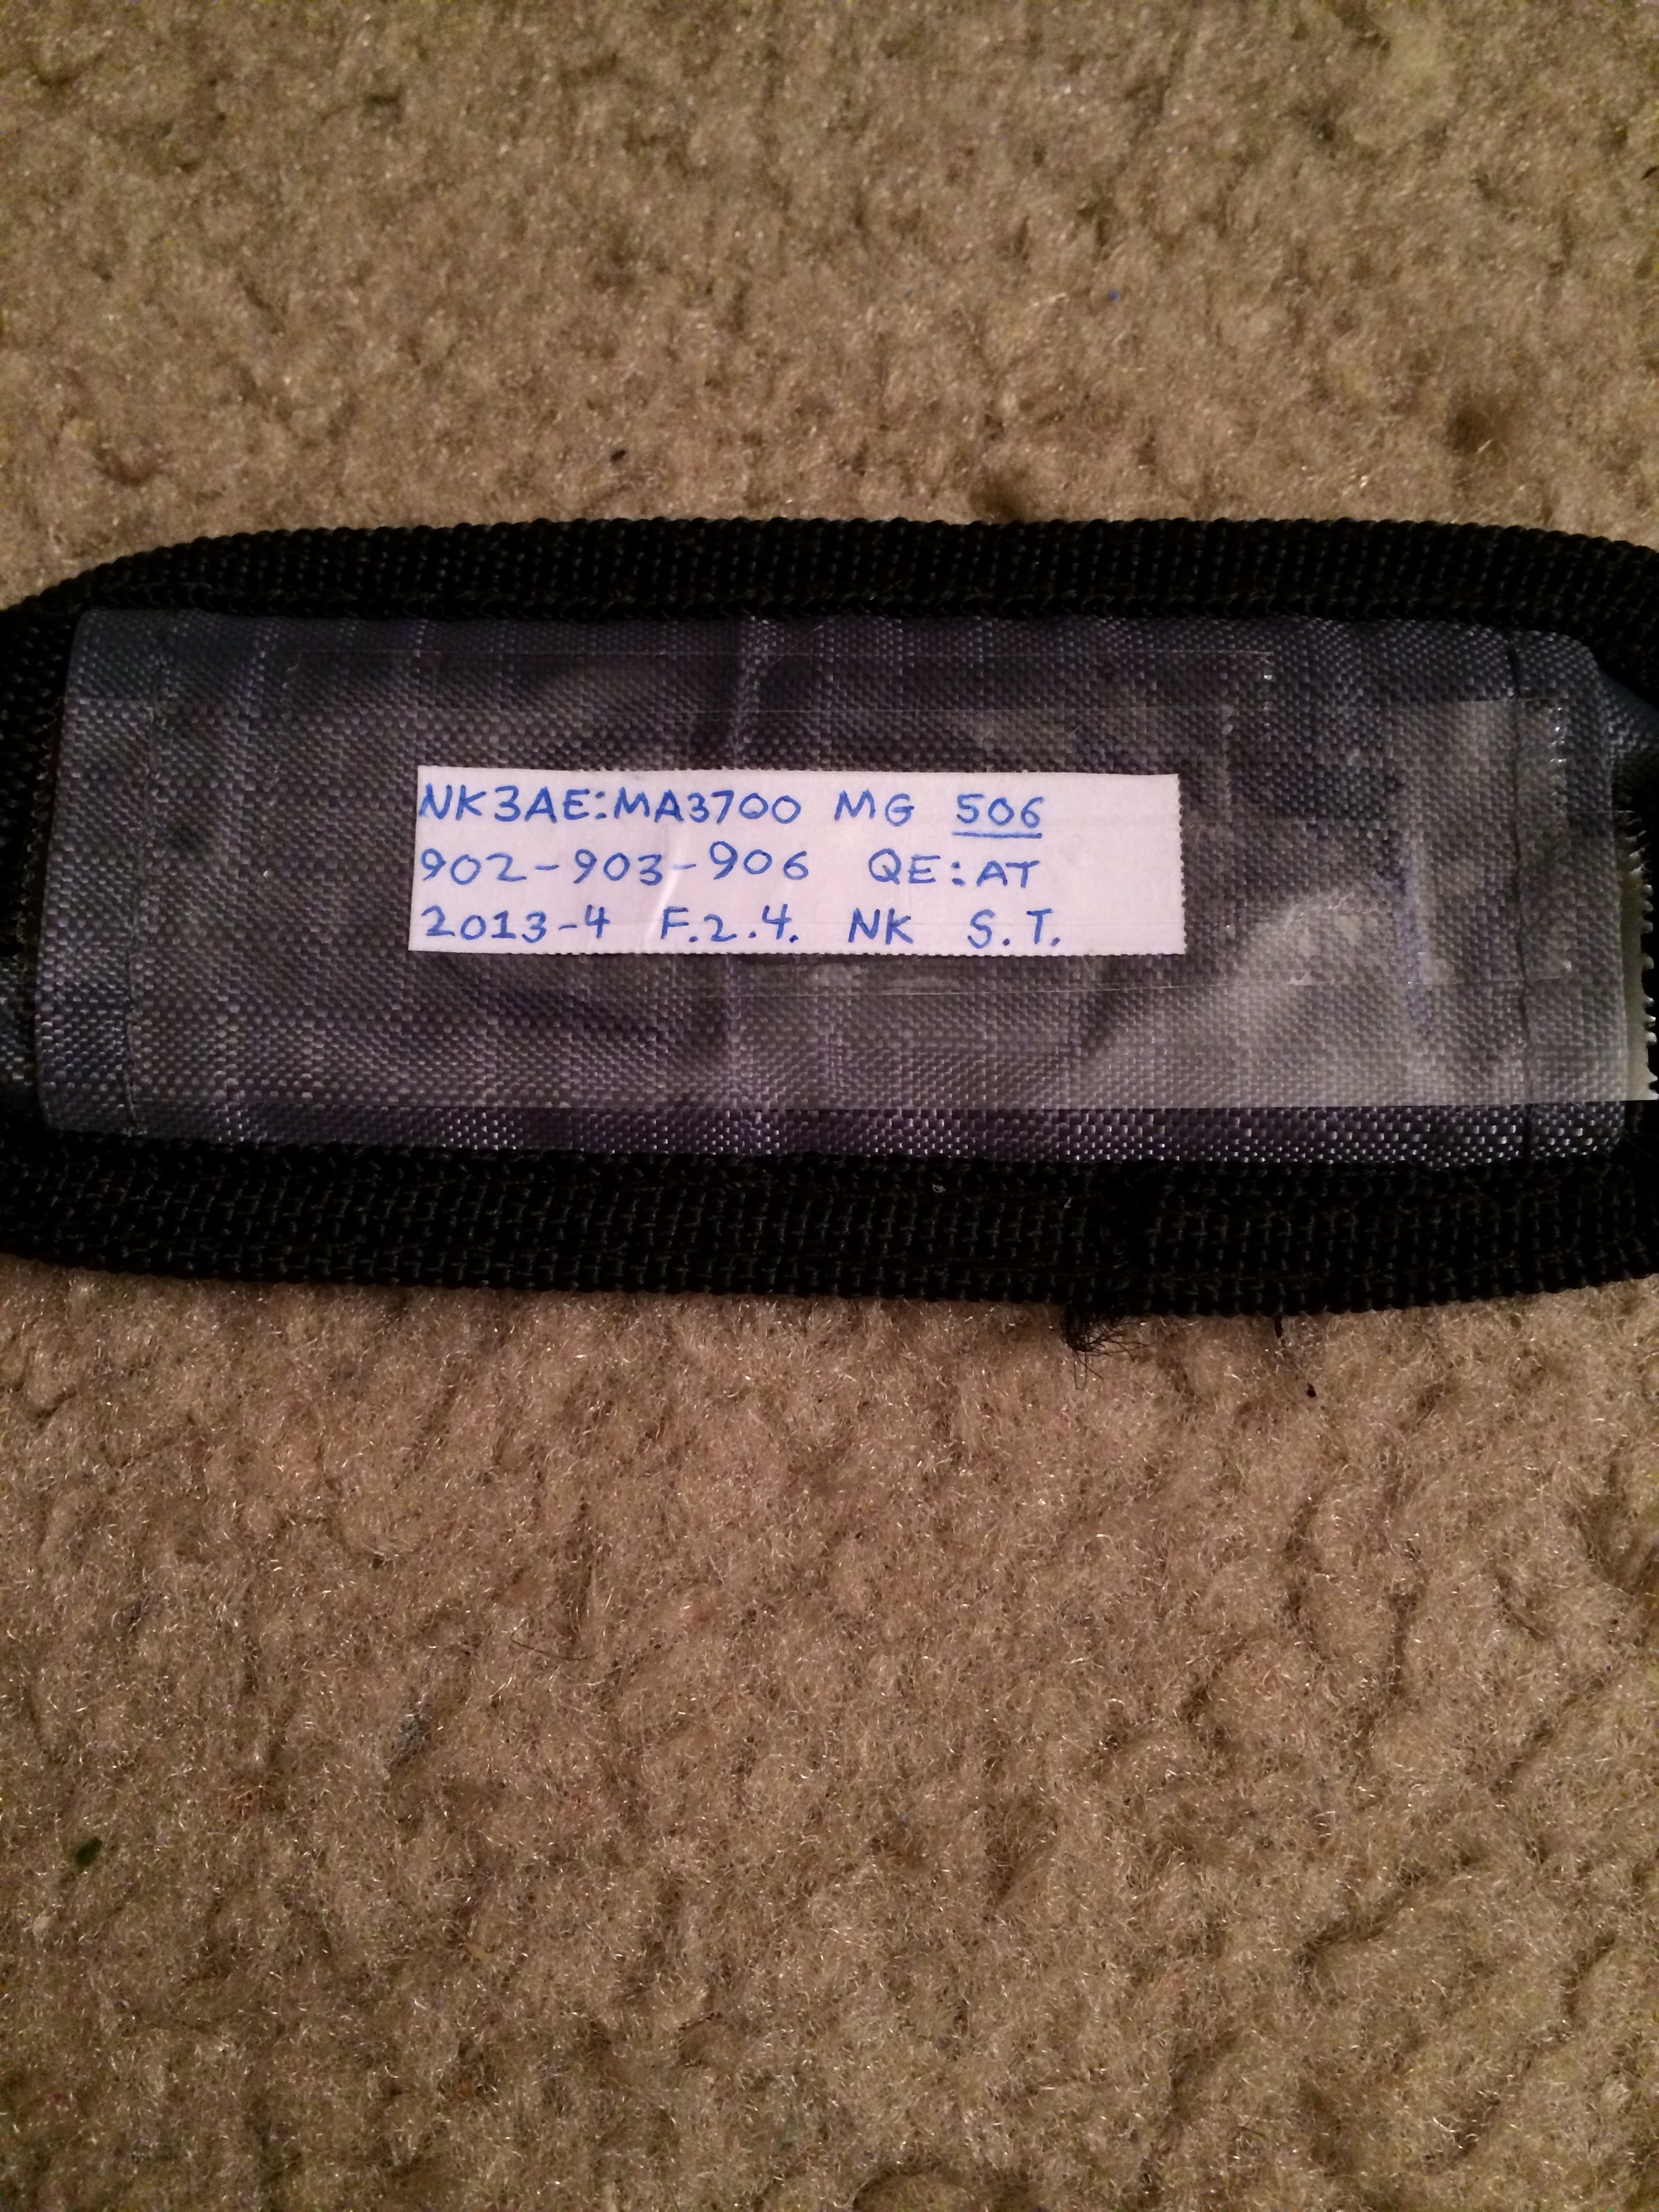 NK3AE:MA3700 MG 506
902-903-906 QE:AT
2013-4 F.2.4. NK S.T.